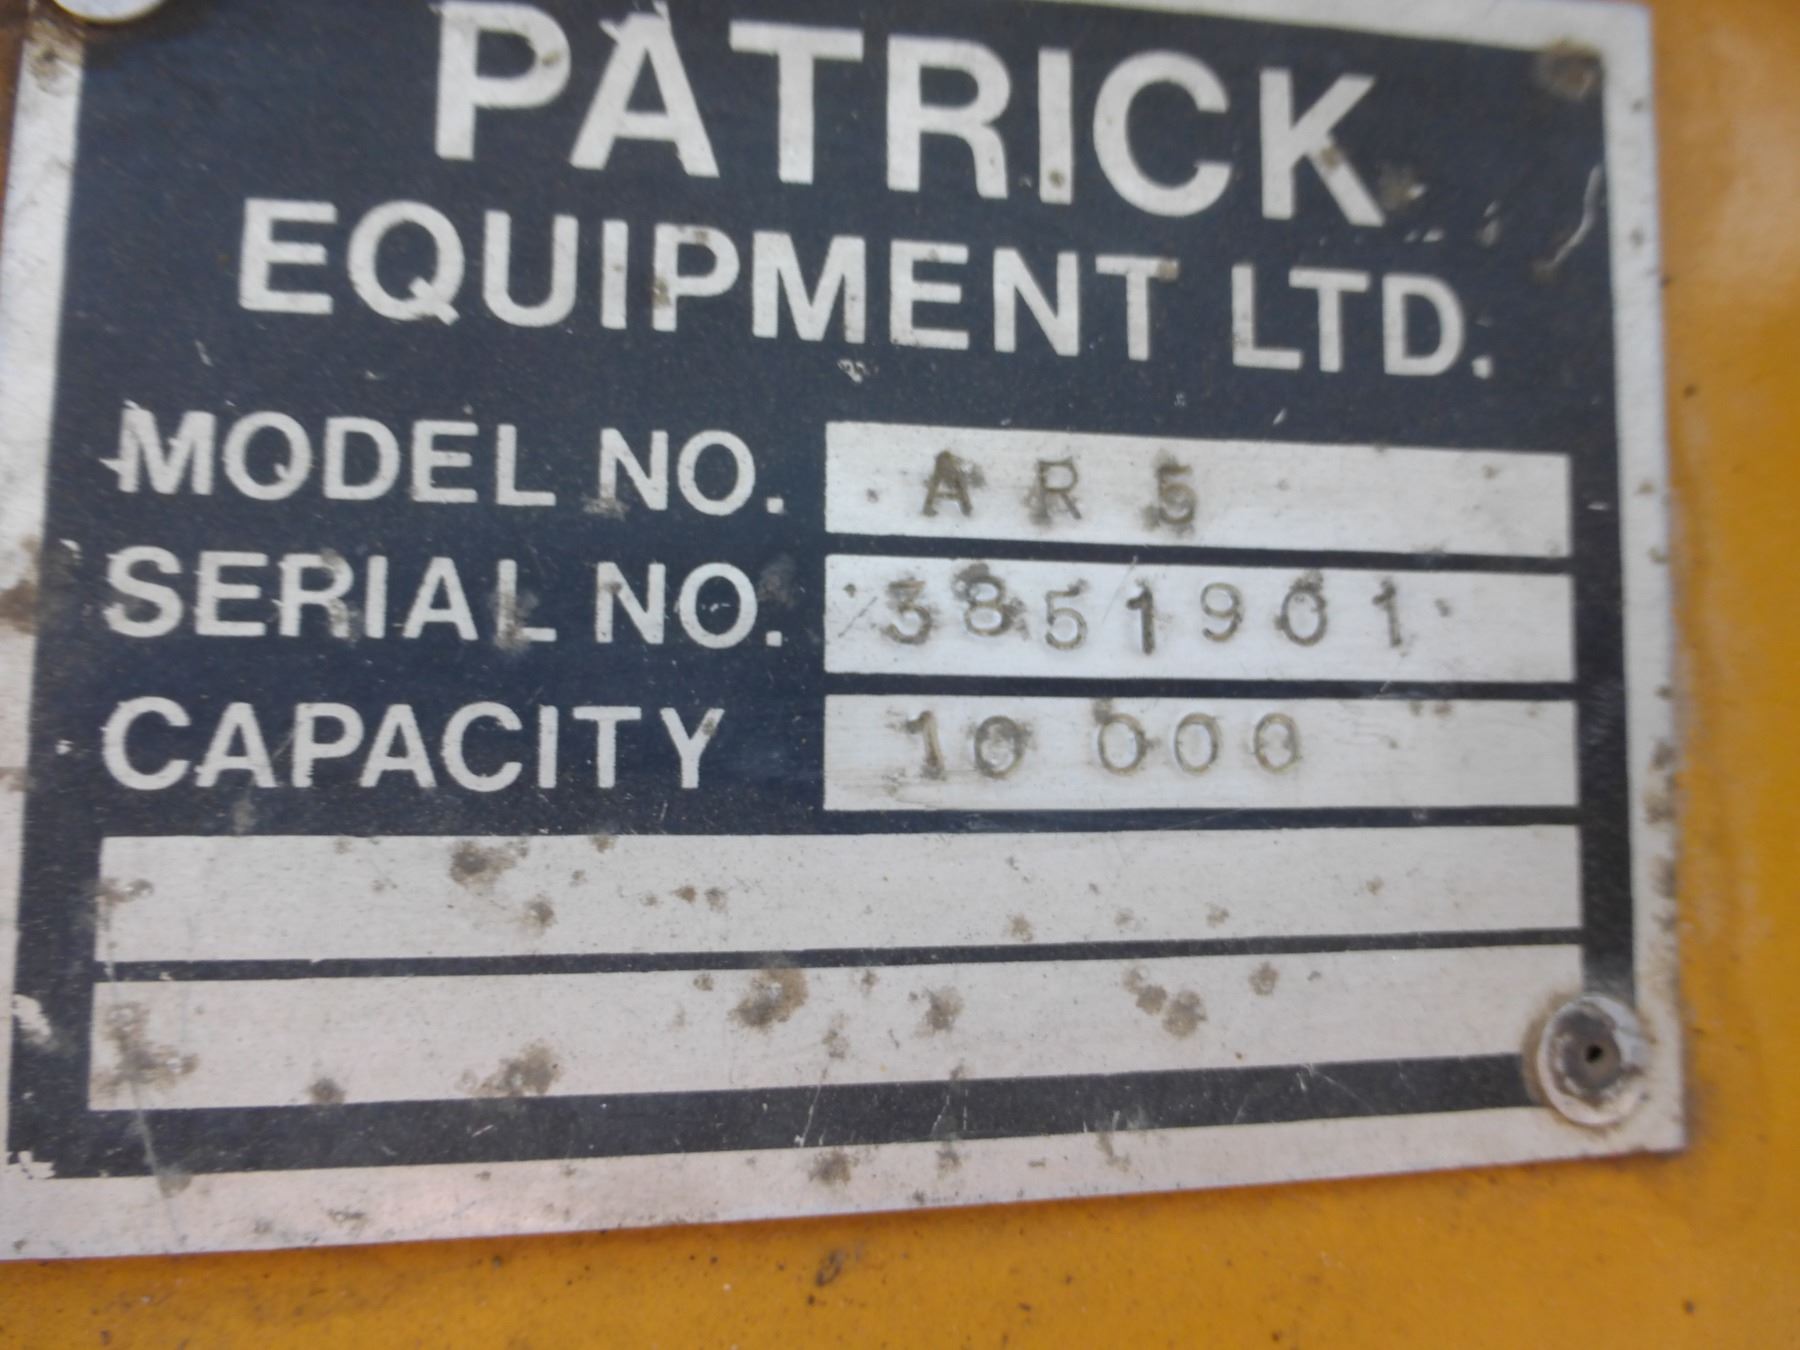 PATRICK
EQUIPMENT LTD.
MODEL NO. AR5
SERIAL NO. 3851901
CAPACITY 10 000